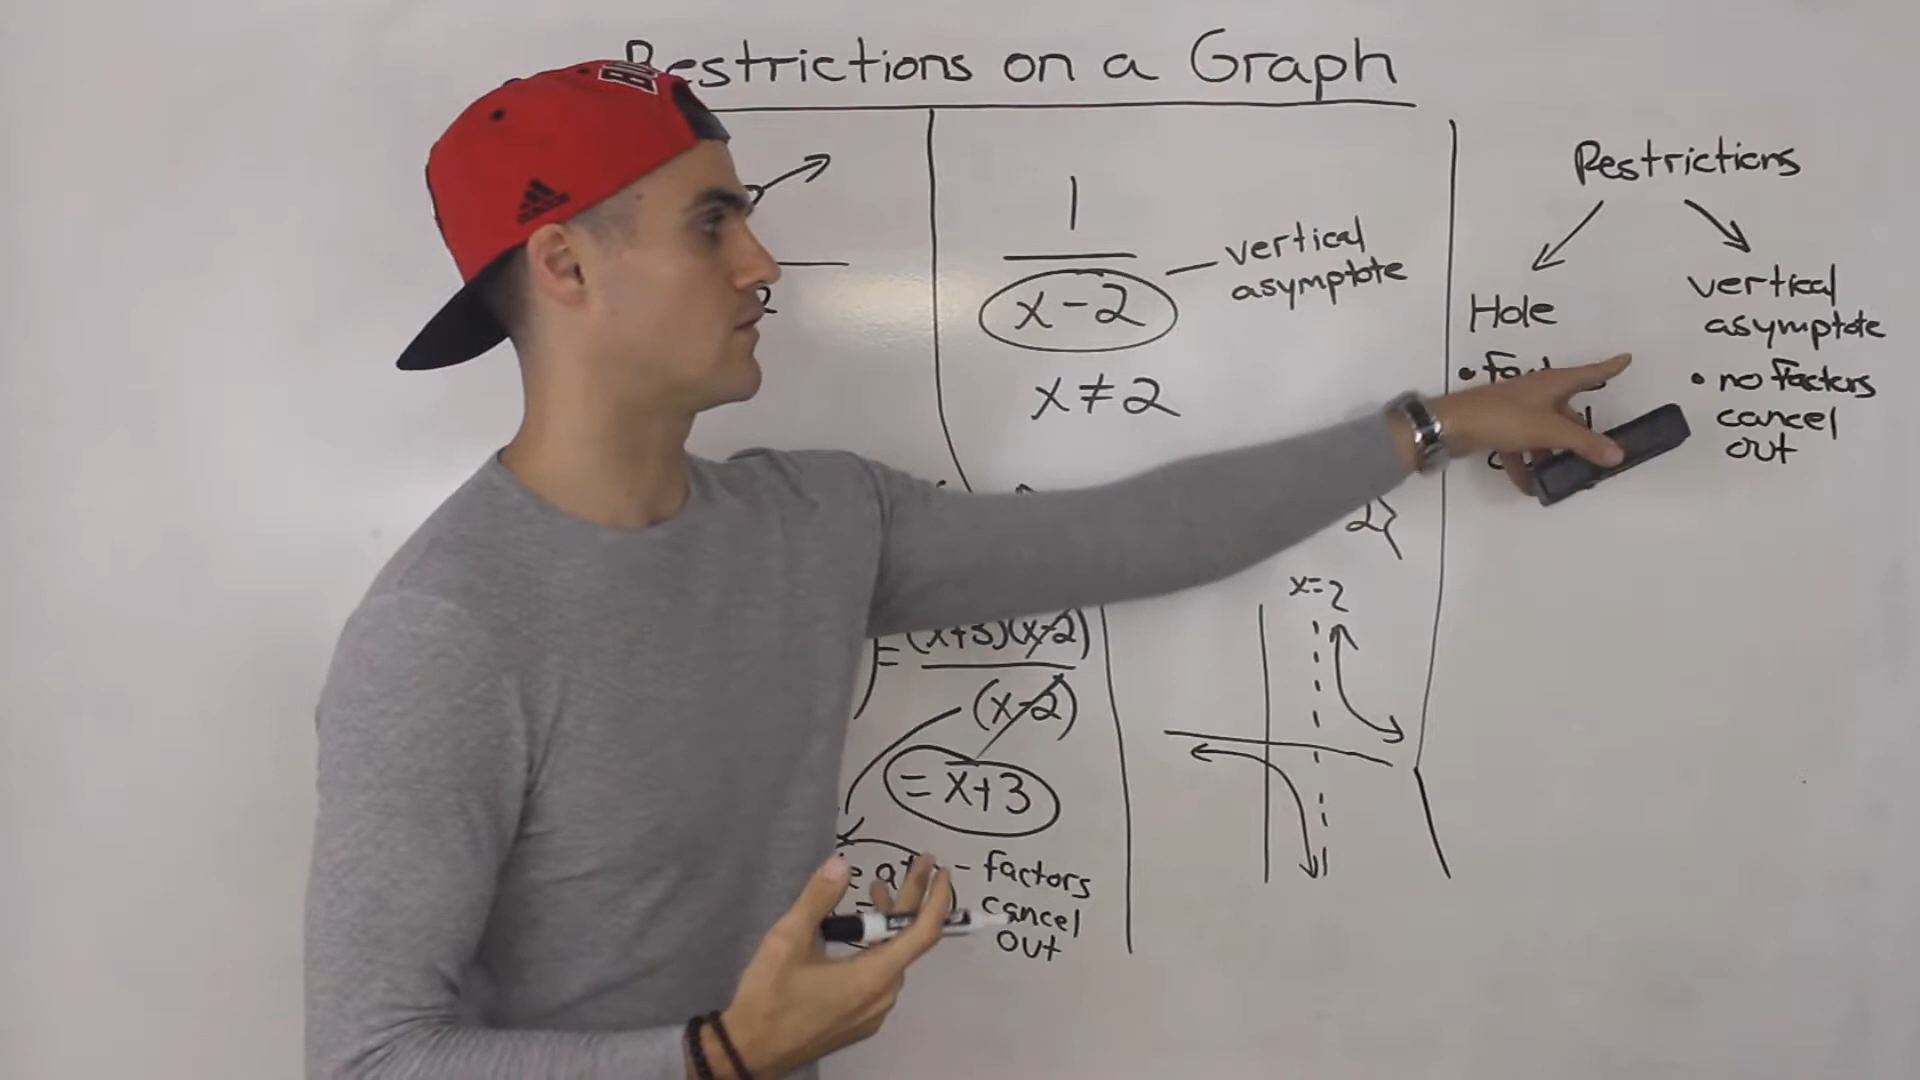 Restrictions on a Graph
1
x-2
x≠2
vertical
asymptote
2}
=
(x+3)(x-2)
(x-2)
= x+3
- factors
cancel
out
x=2
Restrictions
Hole
vertical
asymptote
• no factors
cancel
out